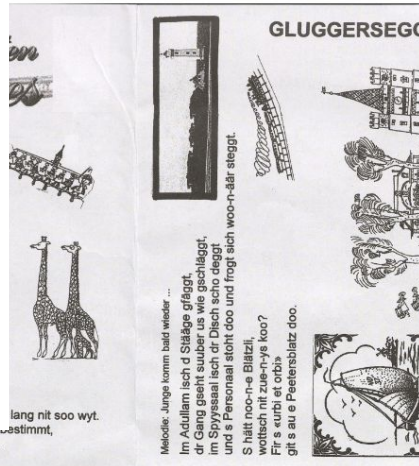 GLUGGERSEGG
Melodie: Junge komm bald wieder ...
Im Adullam isch d Stääge gfäggt,
dr Gang gseht suuber us wie gschläggt,
im Spyssaal isch dr Disch scho deggt
und s Personaal stoht doo und frogt sich woo-n-äär steggt.
S hätt noo-n-e Blätzli,
wottsch nit zue-n-ys koo?
Fir s «urbi et orbi»
git s au e Peetersblatz doo.
lang nit soo wyt.
bestimmt,